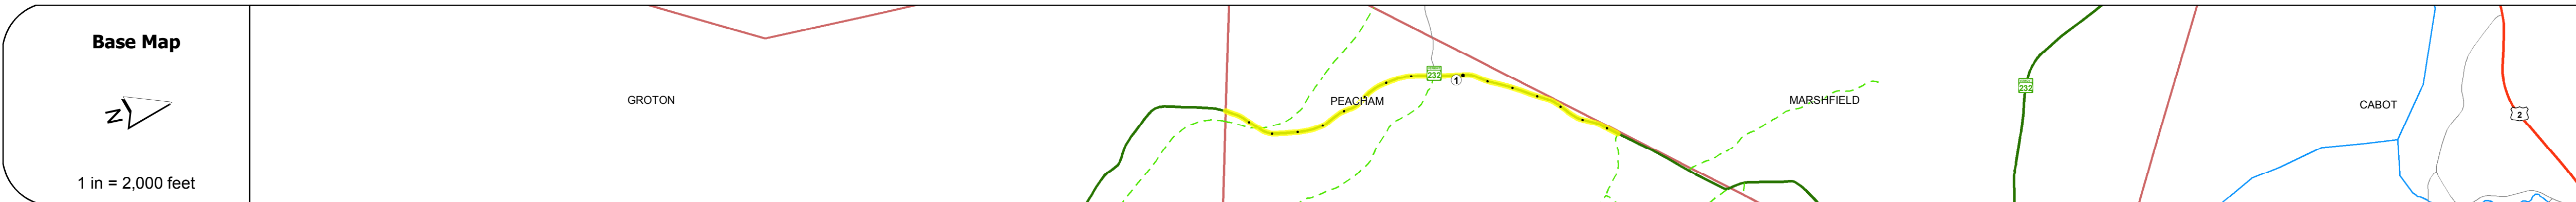 Base Map
N
1 in = 2,000 feet
GROTON
PEACHAM
232
1
MARSHFIELD
232
CABOT
2